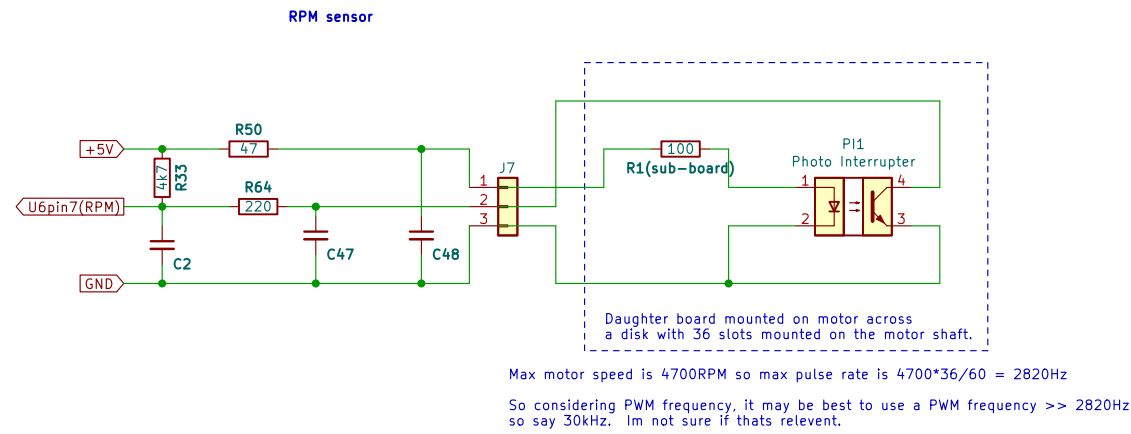 RPM sensor
R50
+5V
47
4k7
R33
R64
U6pin7(RPM)
220
C2
C47
C48
GND
J7
1
2
3
100
R1(sub-board)
PI1
Photo Interrupter
1
4
2
3
Daughter board mounted on motor across
a disk with 36 slots mounted on the motor shaft.
Max motor speed is 4700RPM so max pulse rate is 4700*36/60 = 2820Hz
So considering PWM frequency, it may be best to use a PWM frequency >> 2820Hz
so say 30kHz.  Im not sure if thats relevent.